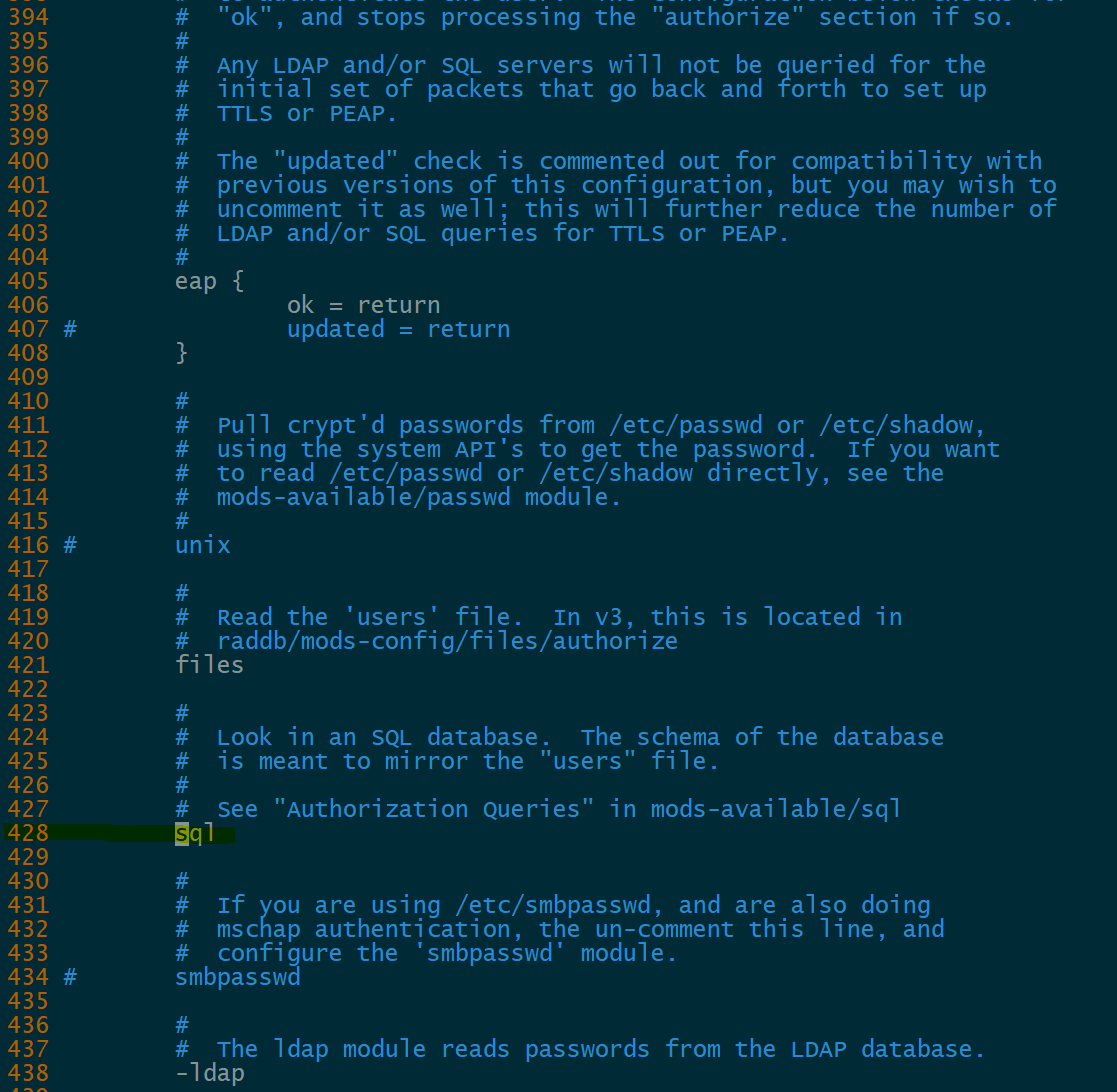 394         #  "ok", and stops processing the "authorize" section if so.
395         #
396         #  Any LDAP and/or SQL servers will not be queried for the
397         #  initial set of packets that go back and forth to set up
398         #  TTLS or PEAP.
399         #
400         #  The "updated" check is commented out for compatibility with
401         #  previous versions of this configuration, but you may wish to
402         #  uncomment it as well; this will further reduce the number of
403         #  LDAP and/or SQL queries for TTLS or PEAP.
404         #
405         eap {
406                 ok = return
407 #               updated = return
408         }
409
410         #
411         #  Pull crypt'd passwords from /etc/passwd or /etc/shadow,
412         #  using the system API's to get the password.  If you want
413         #  to read /etc/passwd or /etc/shadow directly, see the
414         #  mods-available/passwd module.
415         #
416 #       unix
417
418         #
419         #  Read the 'users' file.  In v3, this is located in
420         #  raddb/mods-config/files/authorize
421         files
422
423         #
424         #  Look in an SQL database.  The schema of the database
425         #  is meant to mirror the "users" file.
426         #
427         #  See "Authorization Queries" in mods-available/sql
428         sql
429
430         #
431         #  If you are using /etc/smbpasswd, and are also doing
432         #  mschap authentication, the un-comment this line, and
433         #  configure the 'smbpasswd' module.
434 #       smbpasswd
435
436         #
437         #  The ldap module reads passwords from the LDAP database.
438         -ldap